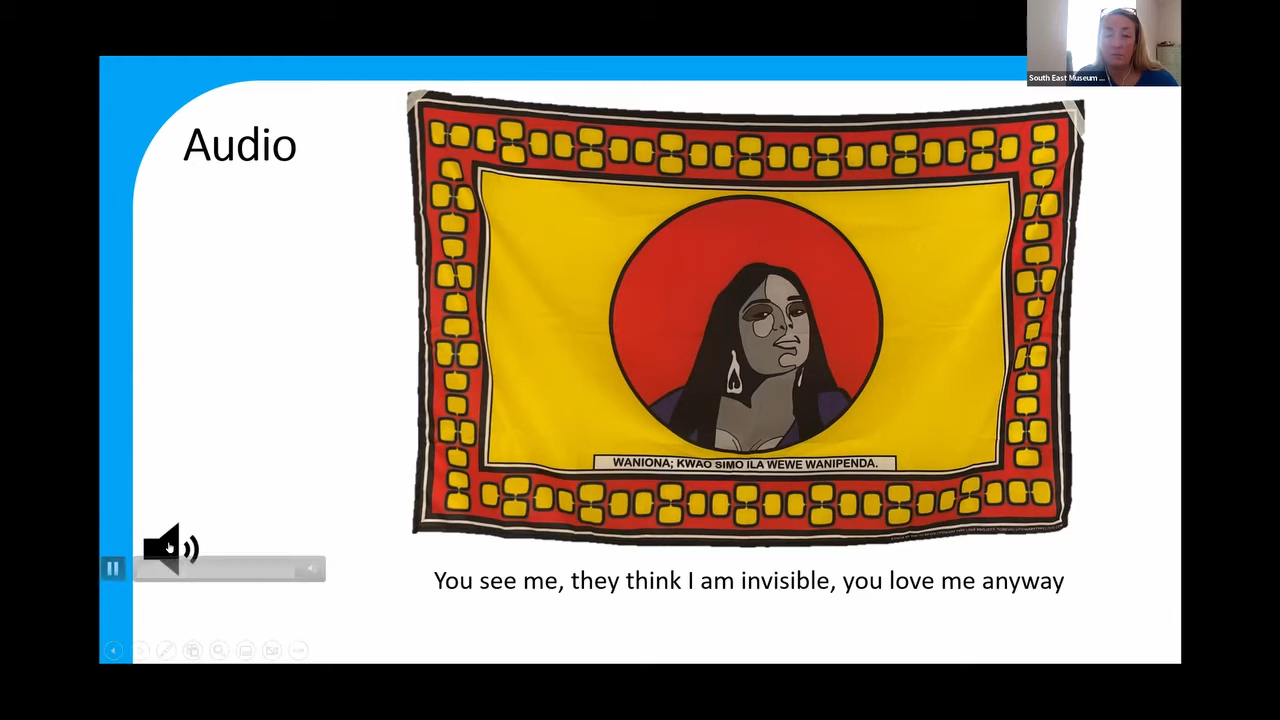 South East Museum ...
Audio
WANIONA; KWAO SIMO ILA WEWE WANIPENDA.
You see me, they think I am invisible, you love me anyway